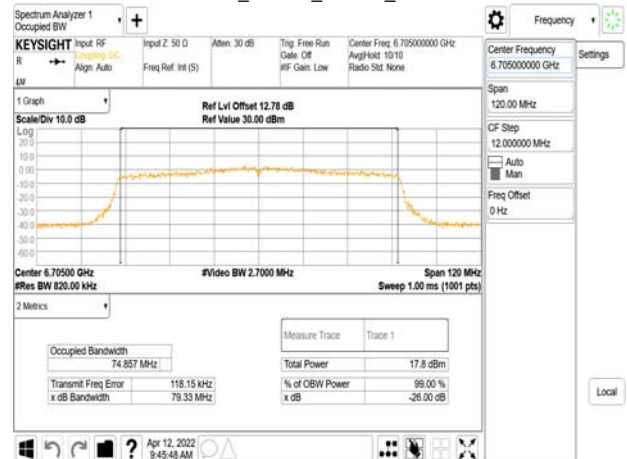 Spectrum Analyzer 1
Occupied BW
+
Frequency
KEYSIGHT
Input: RF
Coupling: DC
Align: Auto
Input Z: 50 Ω
Freq Ref: Int (S)
Atten: 30 dB
Trig: Free Run
Gate: Off
#IF Gain: Low
Center Freq: 6.705000000 GHz
Avg|Hold: 10/10
Radio Std: None
R
LVI
Center Frequency
6.705000000 GHz
Settings
Span
120.00 MHz
CF Step
12.000000 MHz
Auto
Man
Freq Offset
0 Hz
Local
1 Graph
Scale/Div 10.0 dB
Ref Lvl Offset 12.78 dB
Ref Value 30.00 dBm
Log
20.0
10.0
0.00
-10.0
-20.0
-30.0
-40.0
-50.0
-60.0
Center 6.70500 GHz
#Res BW 820.00 kHz
#Video BW 2.7000 MHz
Span 120 MHz
Sweep 1.00 ms (1001 pts)
2 Metrics
Measure Trace
Trace 1
Occupied Bandwidth
74.857 MHz
Total Power
17.8 dBm
Transmit Freq Error
118.15 kHz
% of OBW Power
99.00 %
x dB Bandwidth
79.33 MHz
x dB
-26.00 dB
?
Apr 12, 2022
9:45:48 AM